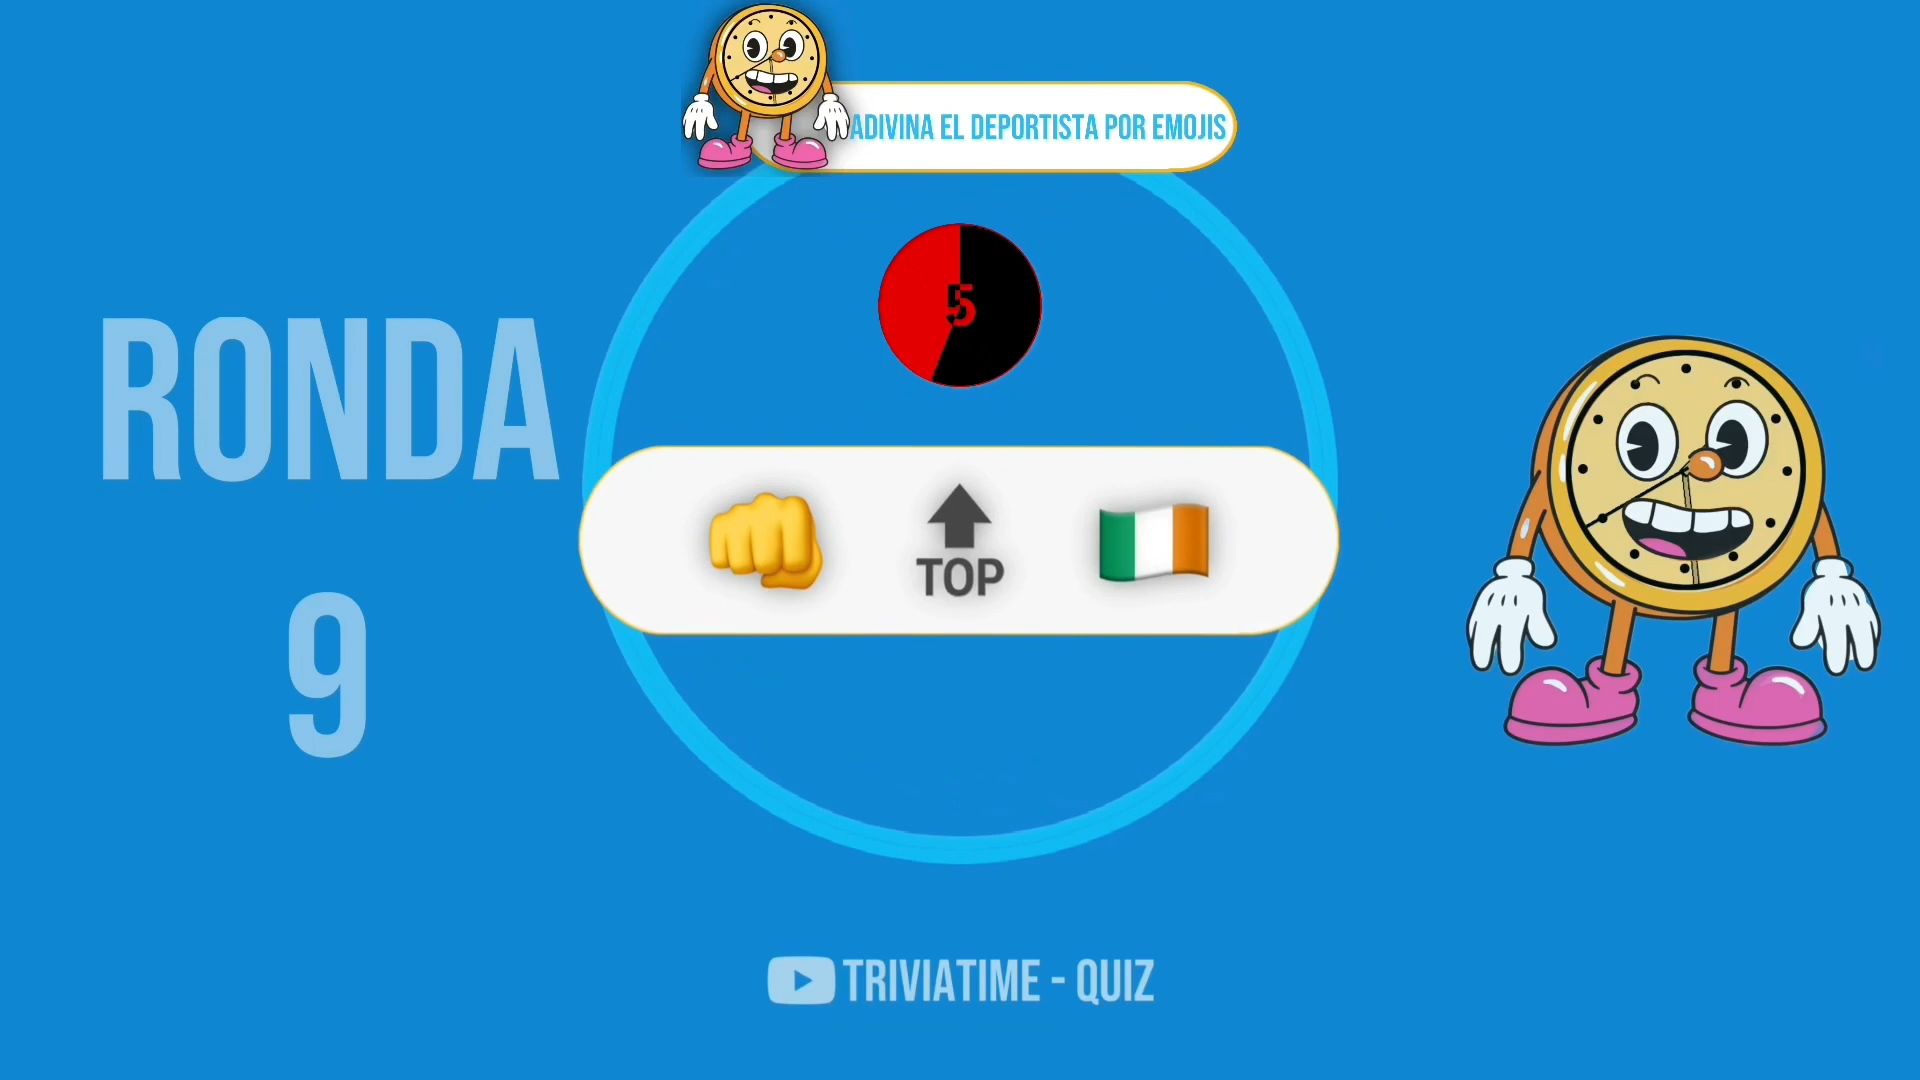 ADIVINA EL DEPORTISTA POR EMOJIS
5
RONDA
9
TOP
TRIVIATIME - QUIZ